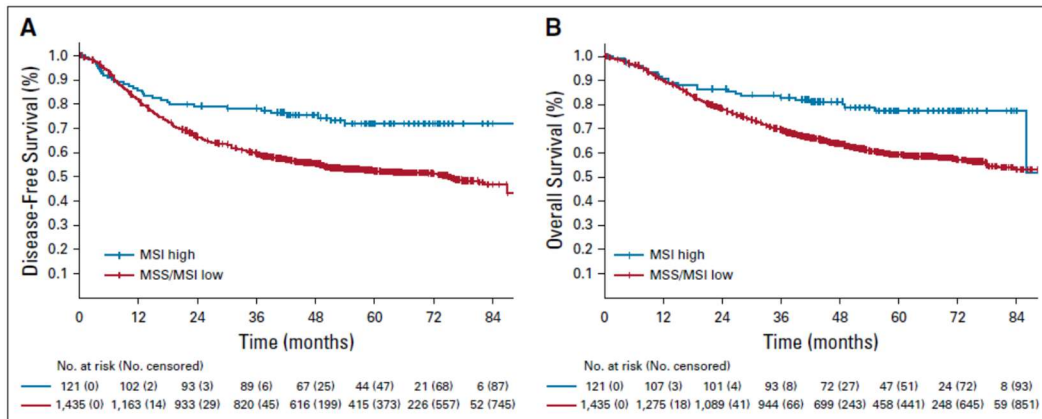 A
Disease-Free Survival (%)
1.0
0.9
0.8
0.7
0.6
0.5
0.4
0.3
0.2
0.1
MSI high
MSS/MSI low
0 12 24 36 48 60 72 84
Time (months)
No. at risk (No. censored)
121 (0) 102 (2) 93 (3) 89 (6) 67 (25) 44 (47) 21 (68) 6 (87)
1,435 (0) 1,163 (14) 933 (29) 820 (45) 616 (199) 415 (373) 226 (557) 52 (745)
B
Overall Survival (%)
1.0
0.9
0.8
0.7
0.6
0.5
0.4
0.3
0.2
0.1
MSI high
MSS/MSI low
0 12 24 36 48 60 72 84
Time (months)
No. at risk (No. censored)
121 (0) 107 (3) 101 (4) 93 (8) 72 (27) 47 (51) 24 (72) 8 (93)
1,435 (0) 1,275 (18) 1,089 (41) 944 (66) 699 (243) 458 (441) 248 (645) 59 (851)